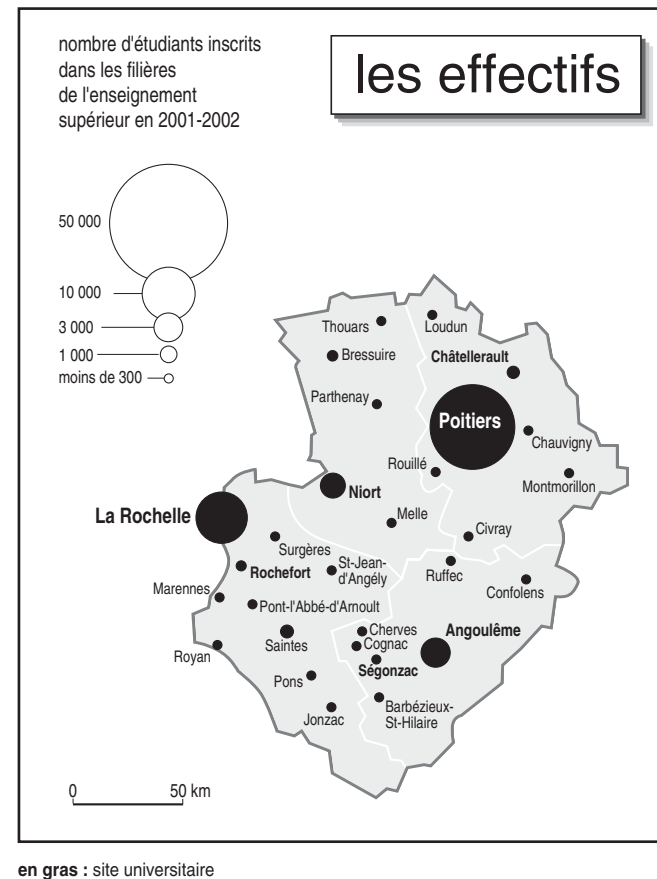 nombre d'étudiants inscrits
dans les filières
de l'enseignement
supérieur en 2001-2002
les effectifs
50 000
10 000
3 000
1 000
moins de 300
Thouars
Loudun
Bressuire
Châtellerault
Parthenay
Poitiers
Chauvigny
Rouillé
Montmorillon
Niort
La Rochelle
Melle
Civray
Surgères
St-Jean-
d'Angély
Rochefort
Ruffec
Confolens
Marennes
Pont-l'Abbé-d'Arnoult
Cherves
Angoulême
Saintes
Cognac
Royan
Ségonzac
Pons
Barbézieux-
St-Hilaire
Jonzac
0
50 km
en gras : site universitaire